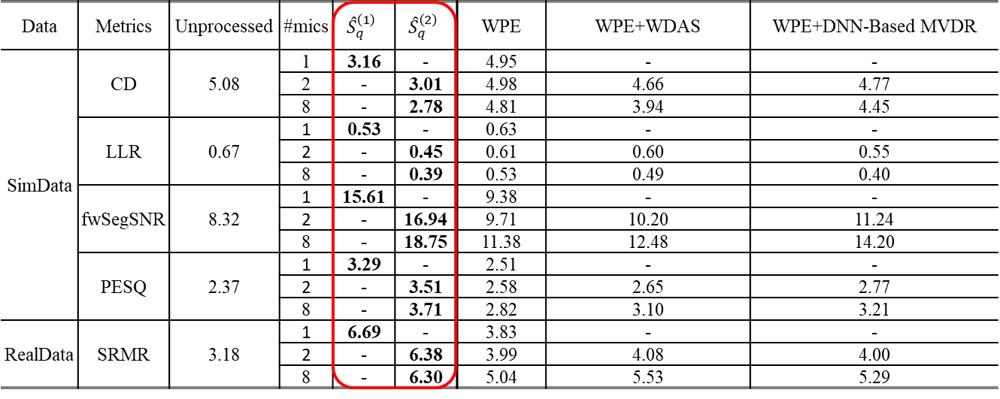 Data Metrics Unprocessed #mics Ŝ_q^(1) Ŝ_q^(2) WPE WPE+WDAS WPE+DNN-Based MVDR
SimData CD 5.08 1 3.16 - 4.95 - -
2 - 3.01 4.98 4.66 4.77
8 - 2.78 4.81 3.94 4.45
LLR 0.67 1 0.53 - 0.63 - -
2 - 0.45 0.61 0.60 0.55
8 - 0.39 0.53 0.49 0.40
fwSegSNR 8.32 1 15.61 - 9.38 - -
2 - 16.94 9.71 10.20 11.24
8 - 18.75 11.38 12.48 14.20
PESQ 2.37 1 3.29 - 2.51 - -
2 - 3.51 2.58 2.65 2.77
8 - 3.71 2.82 3.10 3.21
RealData SRMR 3.18 1 6.69 - 3.83 - -
2 - 6.38 3.99 4.08 4.00
8 - 6.30 5.04 5.53 5.29